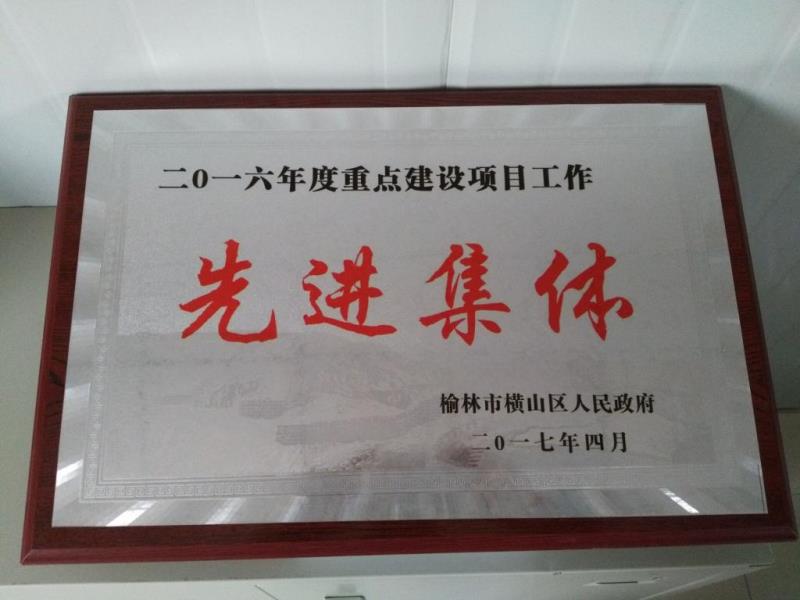 二0一六年度重点建设项目工作
先进集体
榆林市横山区人民政府
二0一七年四月